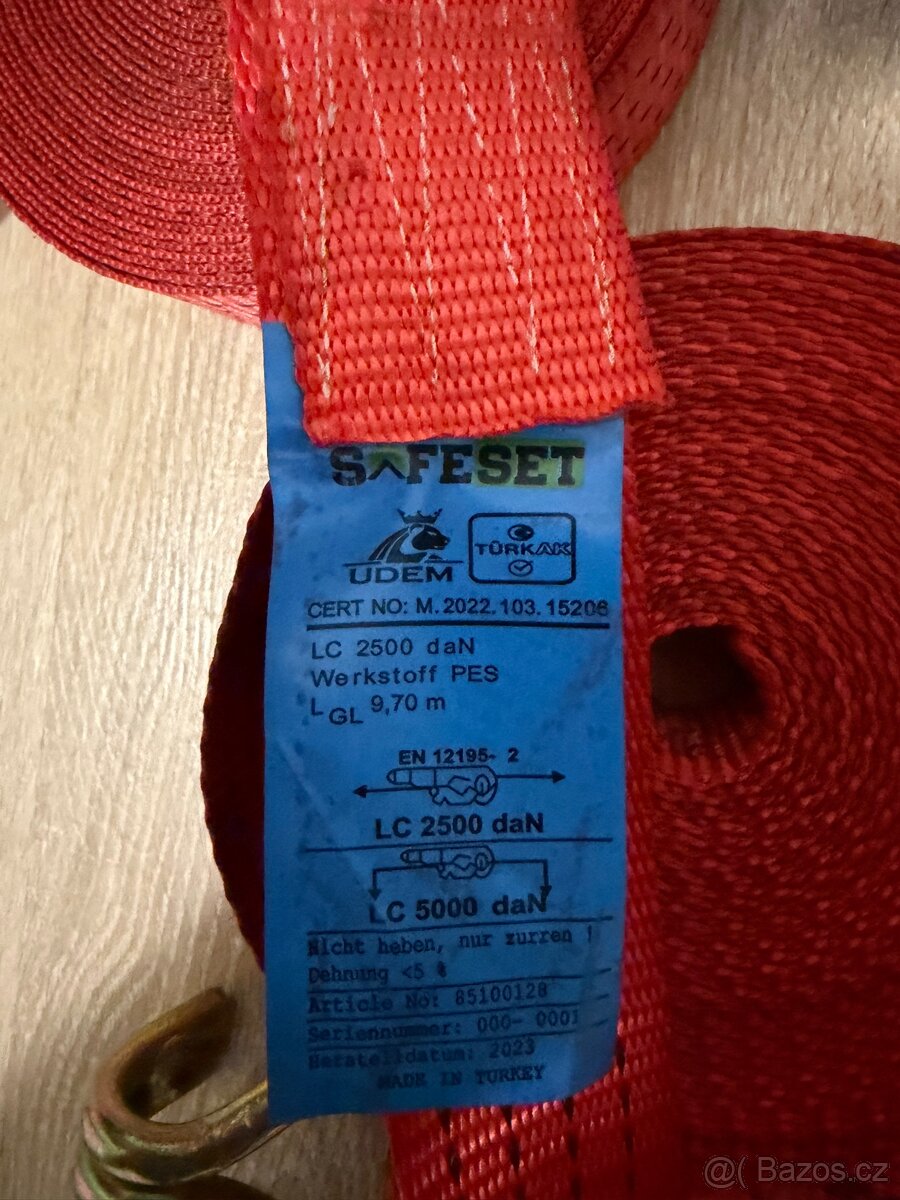 S^FESET
UDEM
TÜRKAK
CERT NO: M.2022.103.15206
LC 2500 daN
Werkstoff PES
LGL 9,70 m
EN 12195- 2
LC 2500 daN
LC 5000 daN
Nicht heben, nur zurren !
Dehnung <5 %
Article No: 85100128
Seriennummer: 000- 0001
Herstelldatum: 2023
MADE IN TURKEY
@( Bazos.cz